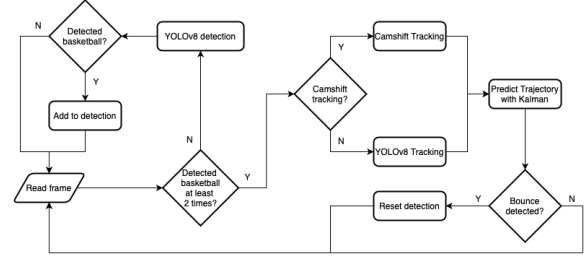 N
Detected
basketball?
YOLOv8 detection
Y
Camshift Tracking
Y
Add to detection
Camshift
tracking?
Predict Trajectory
with Kalman
N
N
YOLOv8 Tracking
Detected
basketball
at least
2 times?
Y
Read frame
Reset detection
Y
Bounce
detected?
N